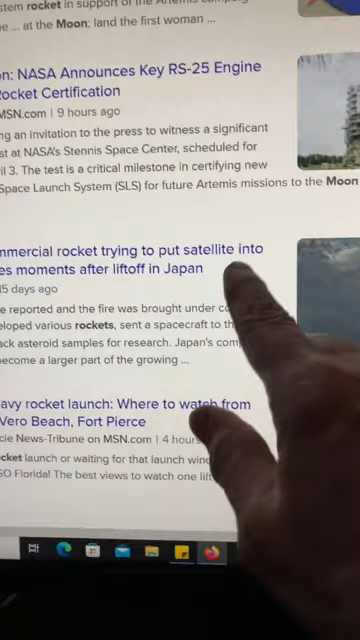 stem rocket in support of the Artemis campaig
e ... at the Moon; land the first woman ...
on: NASA Announces Key RS-25 Engine
Rocket Certification
MSN.com | 9 hours ago
ng an invitation to the press to witness a significant
st at NASA's Stennis Space Center, scheduled for
il 3. The test is a critical milestone in certifying new
Space Launch System (SLS) for future Artemis missions to the Moon
mmercial rocket trying to put satellite into
es moments after liftoff in Japan
15 days ago
e reported and the fire was brought under co
eloped various rockets, sent a spacecraft to th
ack asteroid samples for research. Japan's com
ecome a larger part of the growing ...
eavy rocket launch: Where to watch from
Vero Beach, Fort Pierce
cie News-Tribune on MSN.com | 4 hours
cket launch or waiting for that launch wind
SO Florida! The best views to watch one lift